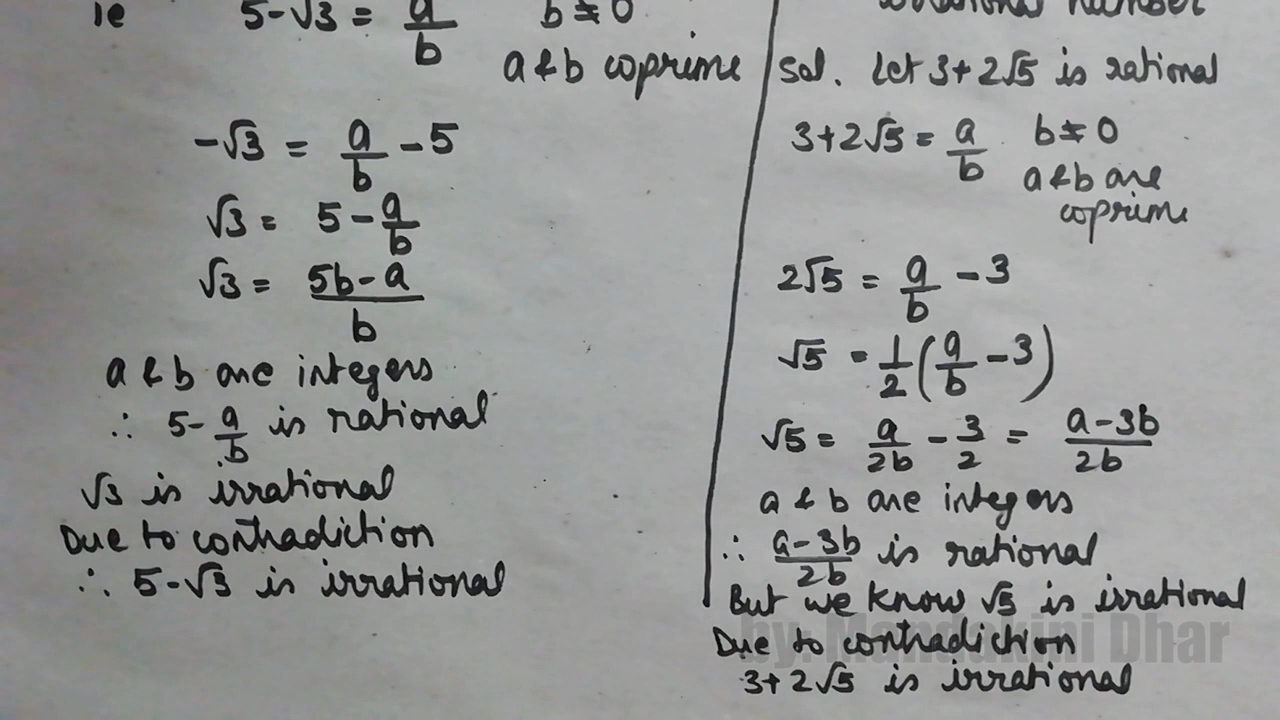 ie 5-√3 = a/b b≠0
a & b coprime
-√3 = a/b - 5
√3 = 5 - a/b
√3 = 5b-a/b
a & b are integers
∴ 5-a/b is rational
√3 is irrational
Due to contradiction
∴ 5-√3 is irrational
irrational number
Sol. Let 3+2√5 is rational
3+2√5 = a/b b≠0
a & b are
coprime
2√5 = a/b - 3
√5 = 1/2 (a/b - 3)
√5 = a/2b - 3/2 = a-3b/2b
a & b are integers
∴ a-3b/2b is rational
But we know √5 is irrational
Due to contradiction
3+2√5 is irrational
by: Mandakini Dhar